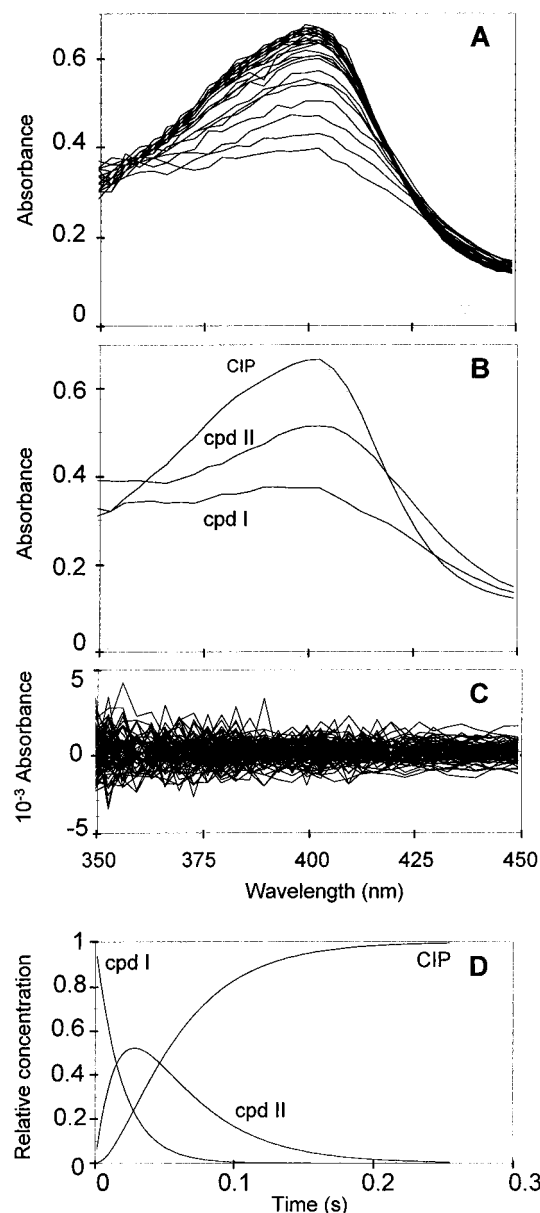 A
0.6
0.4
0.2
0
Absorbance
B
CIP
0.6
cpd II
0.4
cpd I
0.2
0
Absorbance
C
5
0
-5
10⁻³ Absorbance
350 375 400 425 450
Wavelength (nm)
D
1
cpd I
CIP
0.8
0.6
0.4
cpd II
0.2
0
Relative concentration
0 0.1 0.2 0.3
Time (s)